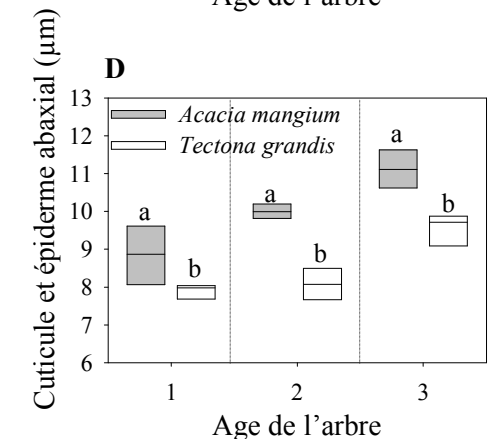 Age de l'arbre
Cuticule et épiderme abaxial (µm)
D
13
12
11
10
9
8
7
6
Acacia mangium
Tectona grandis
a
b
a
b
a
b
1
2
3
Age de l'arbre